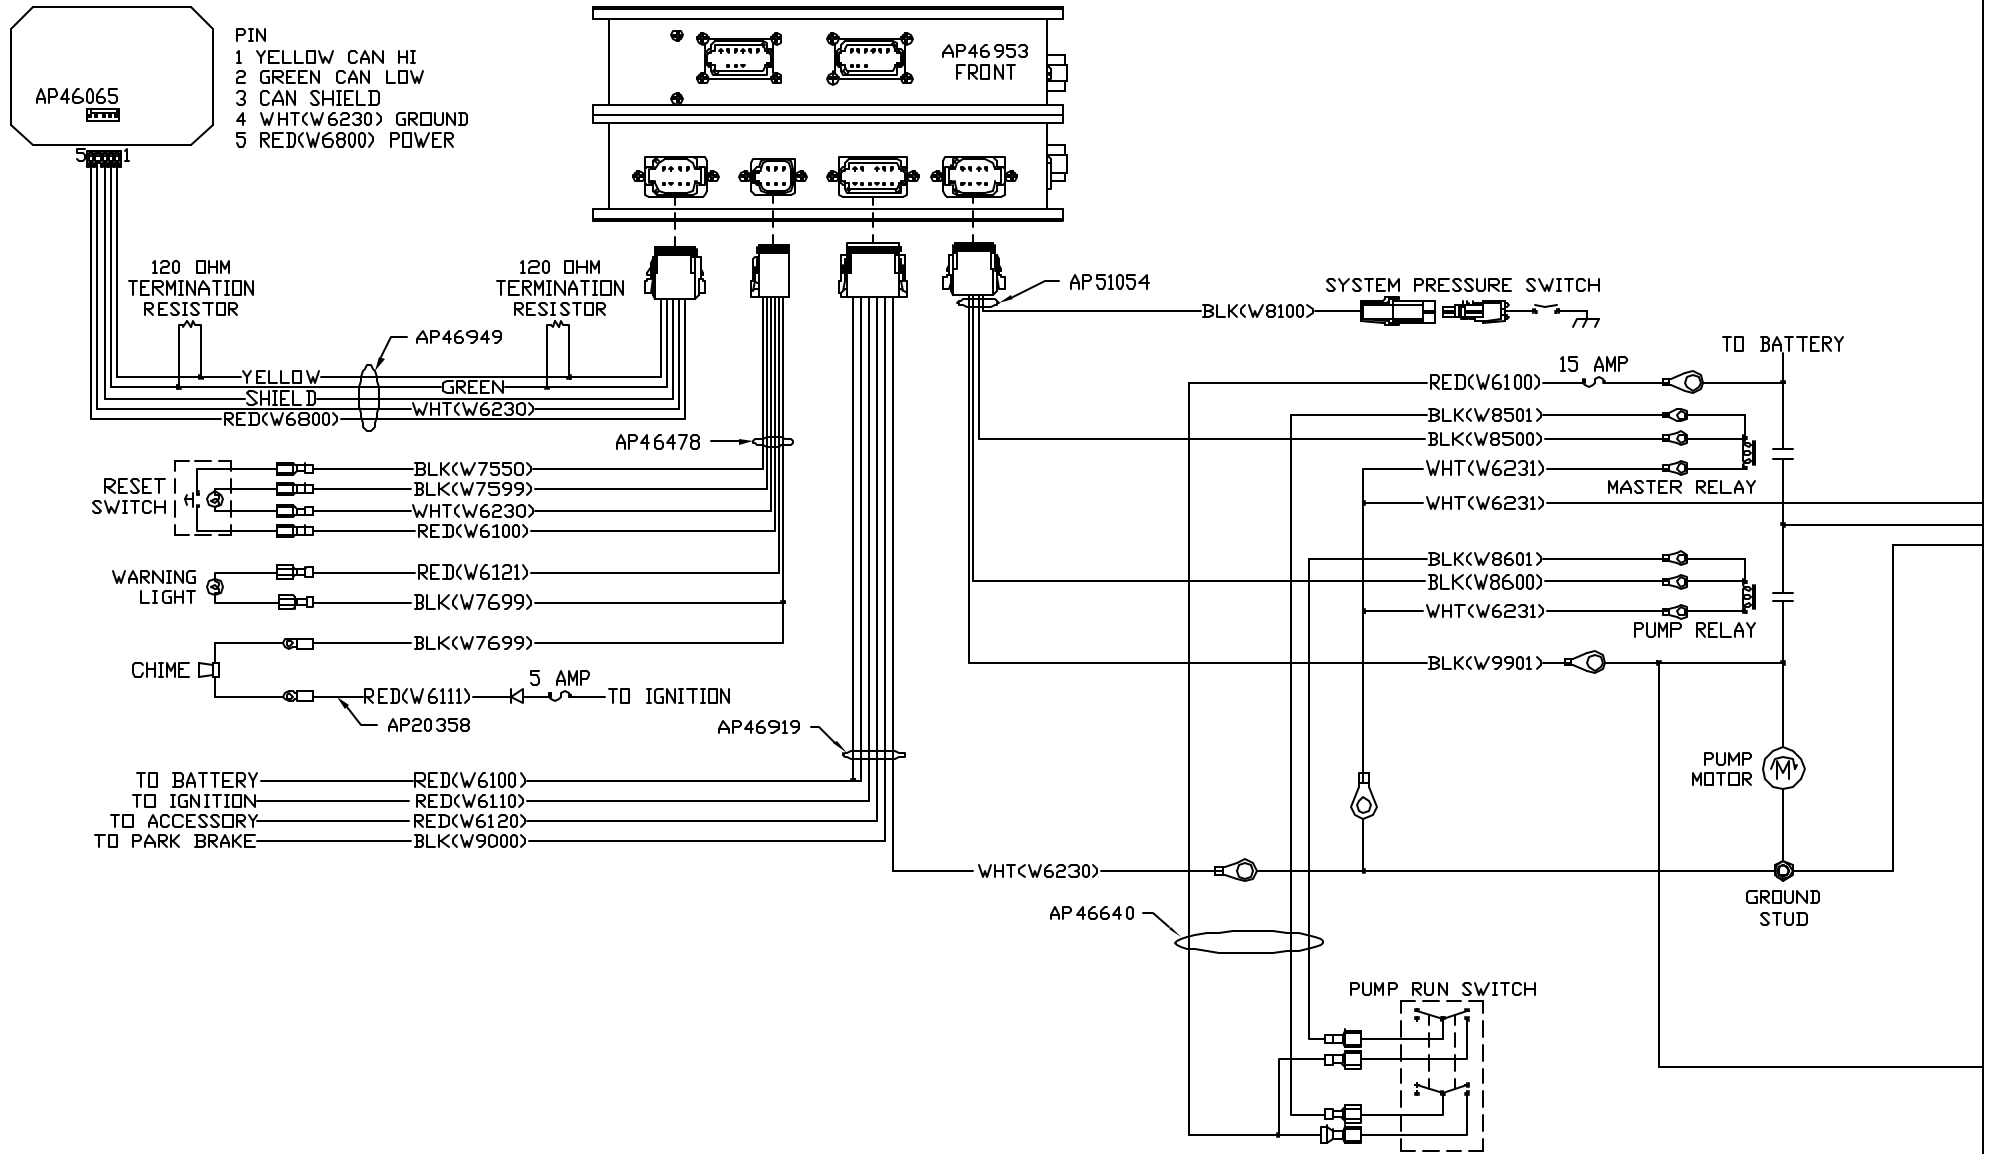 PIN
1 YELLOW CAN HI
2 GREEN CAN LOW
3 CAN SHIELD
4 WHT(W6230) GROUND
5 RED(W6800) POWER
AP46065
5 1
AP46953
FRONT
120 OHM
TERMINATION
RESISTOR
120 OHM
TERMINATION
RESISTOR
AP46949
YELLOW
GREEN
SHIELD
WHT(W6230)
RED(W6800)
AP46478
RESET
SWITCH
BLK(W7550)
BLK(W7599)
WHT(W6230)
RED(W6100)
WARNING
LIGHT
RED(W6121)
BLK(W7699)
CHIME
BLK(W7699)
RED(W6111)
5 AMP
TO IGNITION
AP20358
AP46919
TO BATTERY
RED(W6100)
TO IGNITION
RED(W6110)
TO ACCESSORY
RED(W6120)
TO PARK BRAKE
BLK(W9000)
AP51054
SYSTEM PRESSURE SWITCH
BLK(W8100)
TO BATTERY
15 AMP
RED(W6100)
BLK(W8501)
BLK(W8500)
WHT(W6231)
MASTER RELAY
WHT(W6231)
BLK(W8601)
BLK(W8600)
WHT(W6231)
PUMP RELAY
BLK(W9901)
PUMP
MOTOR
M
WHT(W6230)
GROUND
STUD
AP46640
PUMP RUN SWITCH